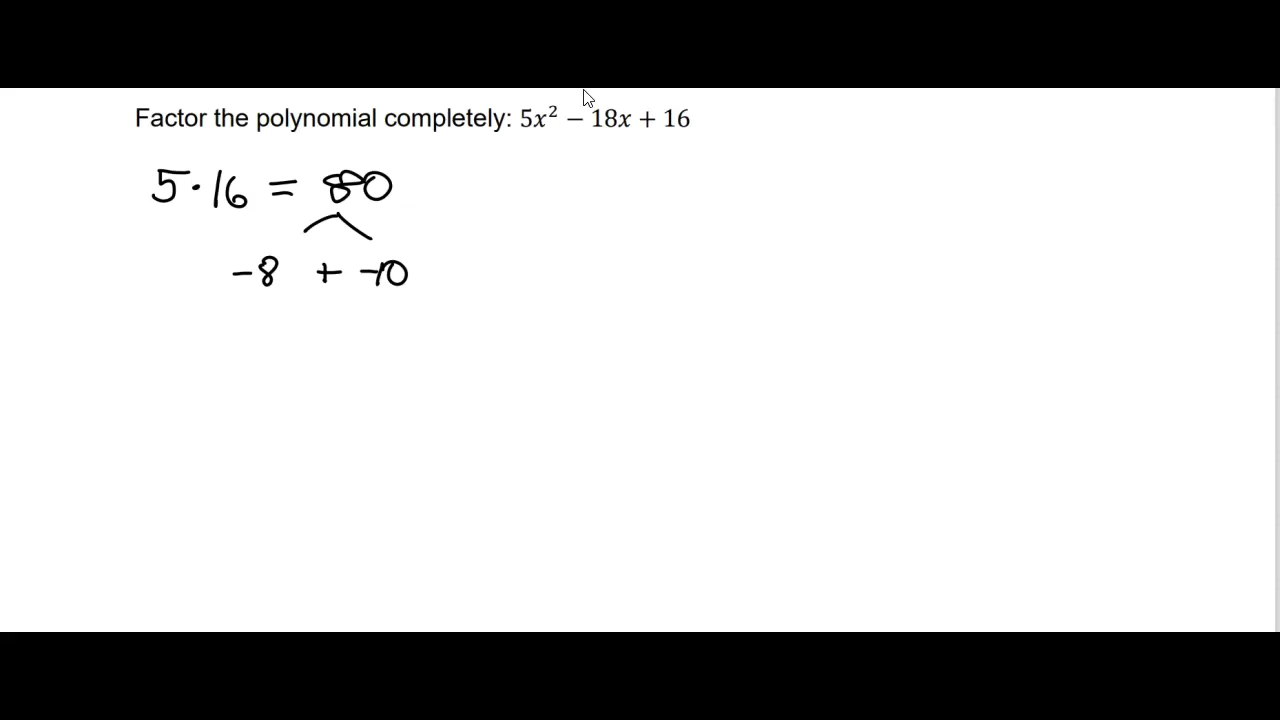 Factor the polynomial completely: 5x² − 18x + 16
5·16 = 80
-8 + -10